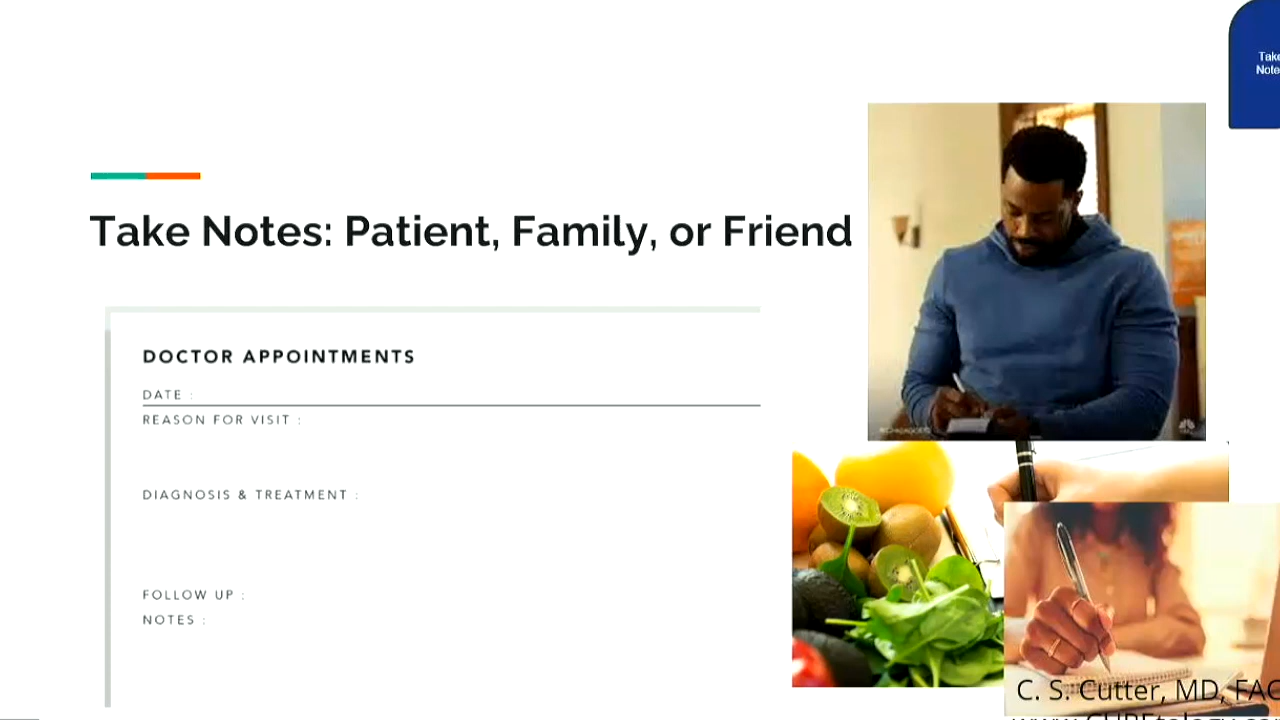 Take
Take Notes: Patient, Family, or Friend
DOCTOR APPOINTMENTS
DATE :
REASON FOR VISIT :
DIAGNOSIS & TREATMENT :
FOLLOW UP :
NOTES :
C. S. Cutter, MD,